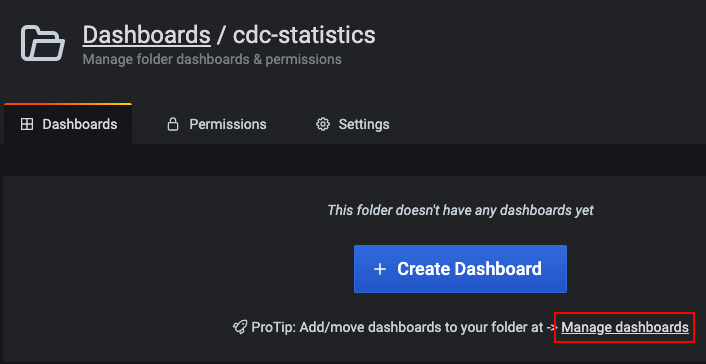 Dashboards / cdc-statistics
Manage folder dashboards & permissions
Dashboards Permissions Settings
This folder doesn't have any dashboards yet
+ Create Dashboard
ProTip: Add/move dashboards to your folder at -> Manage dashboards